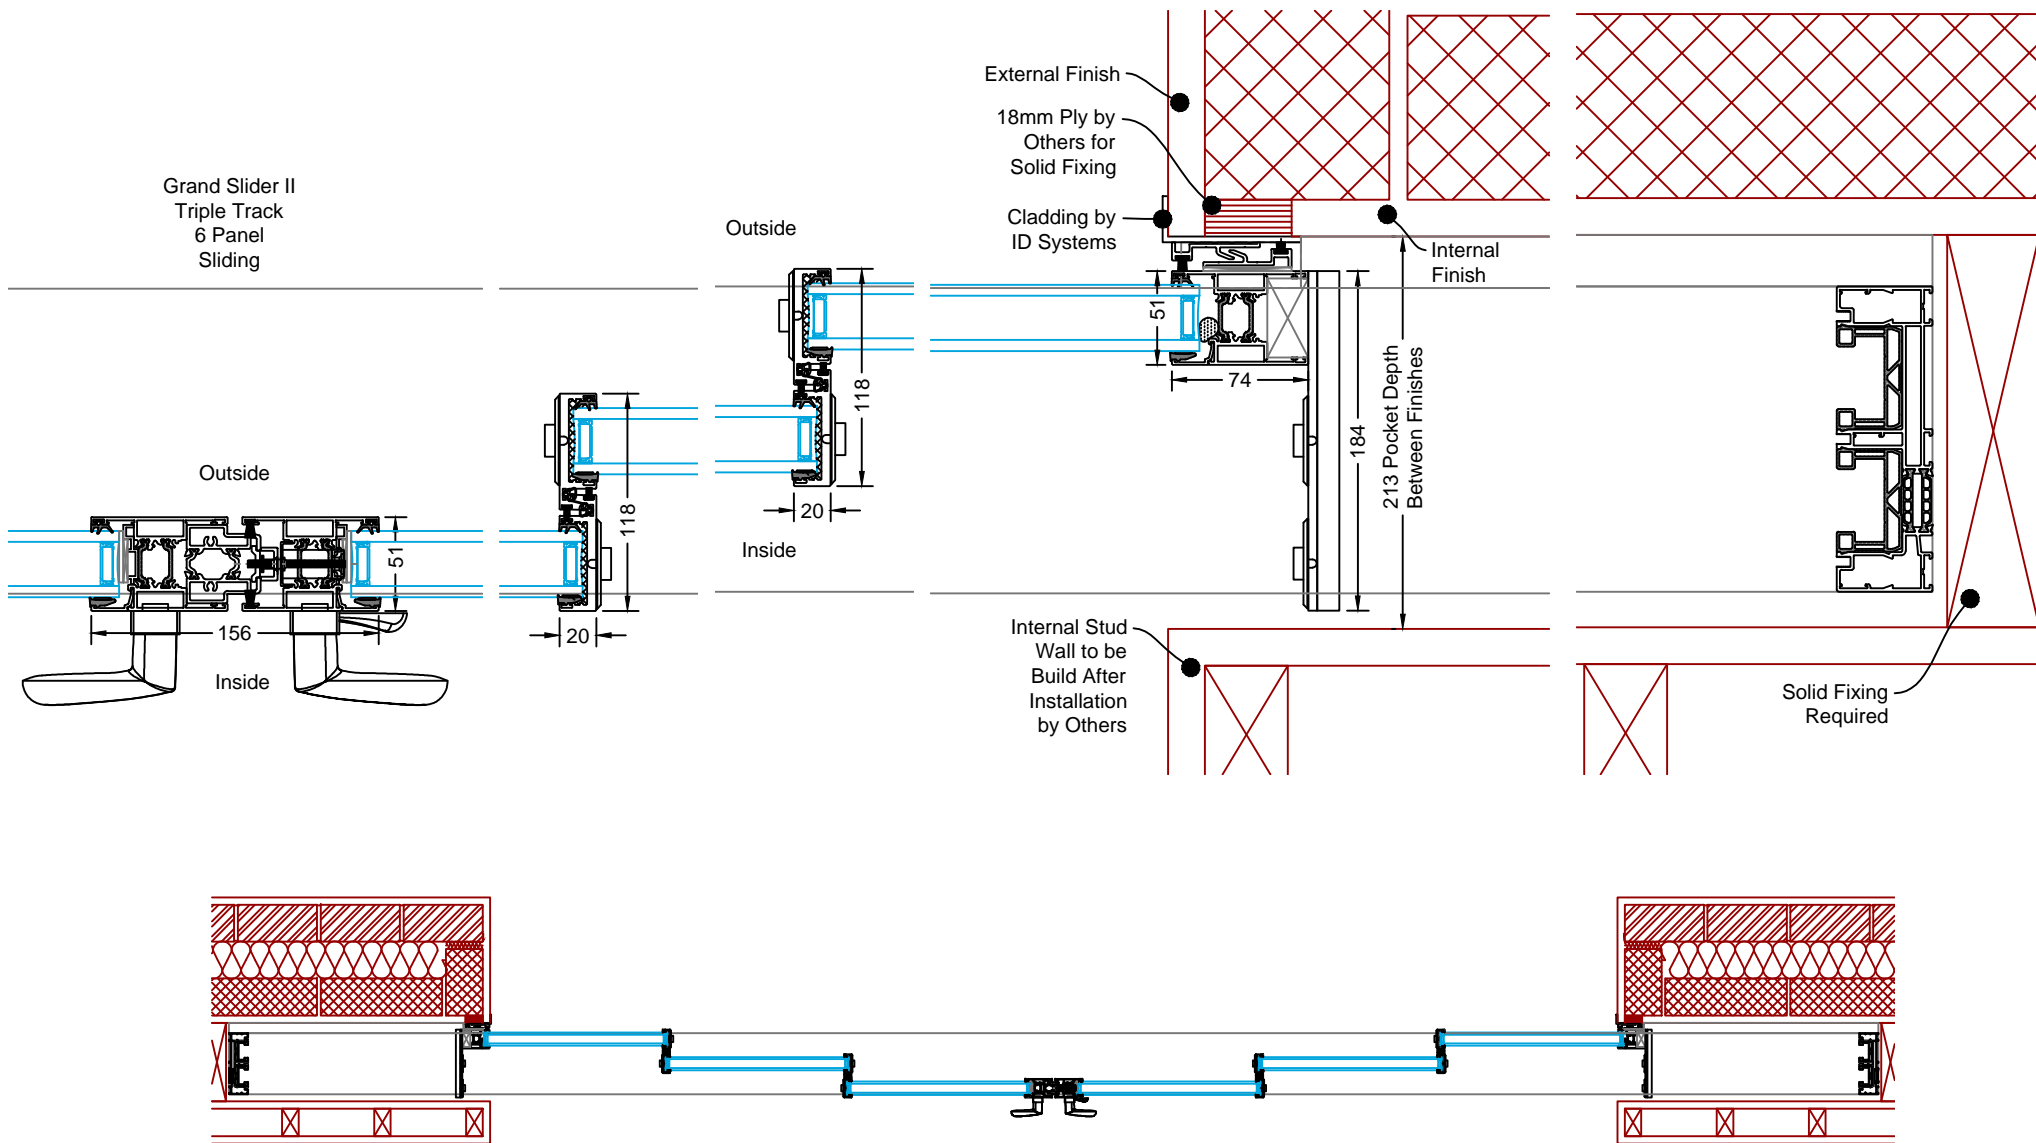 Grand Slider II
Triple Track
6 Panel
Sliding
Outside
Inside
156
51
20
118
Outside
Inside
20
118
External Finish
18mm Ply by
Others for
Solid Fixing
Cladding by
ID Systems
Internal
Finish
51
74
184
213 Pocket Depth
Between Finishes
Internal Stud
Wall to be
Build After
Installation
by Others
Solid Fixing
Required